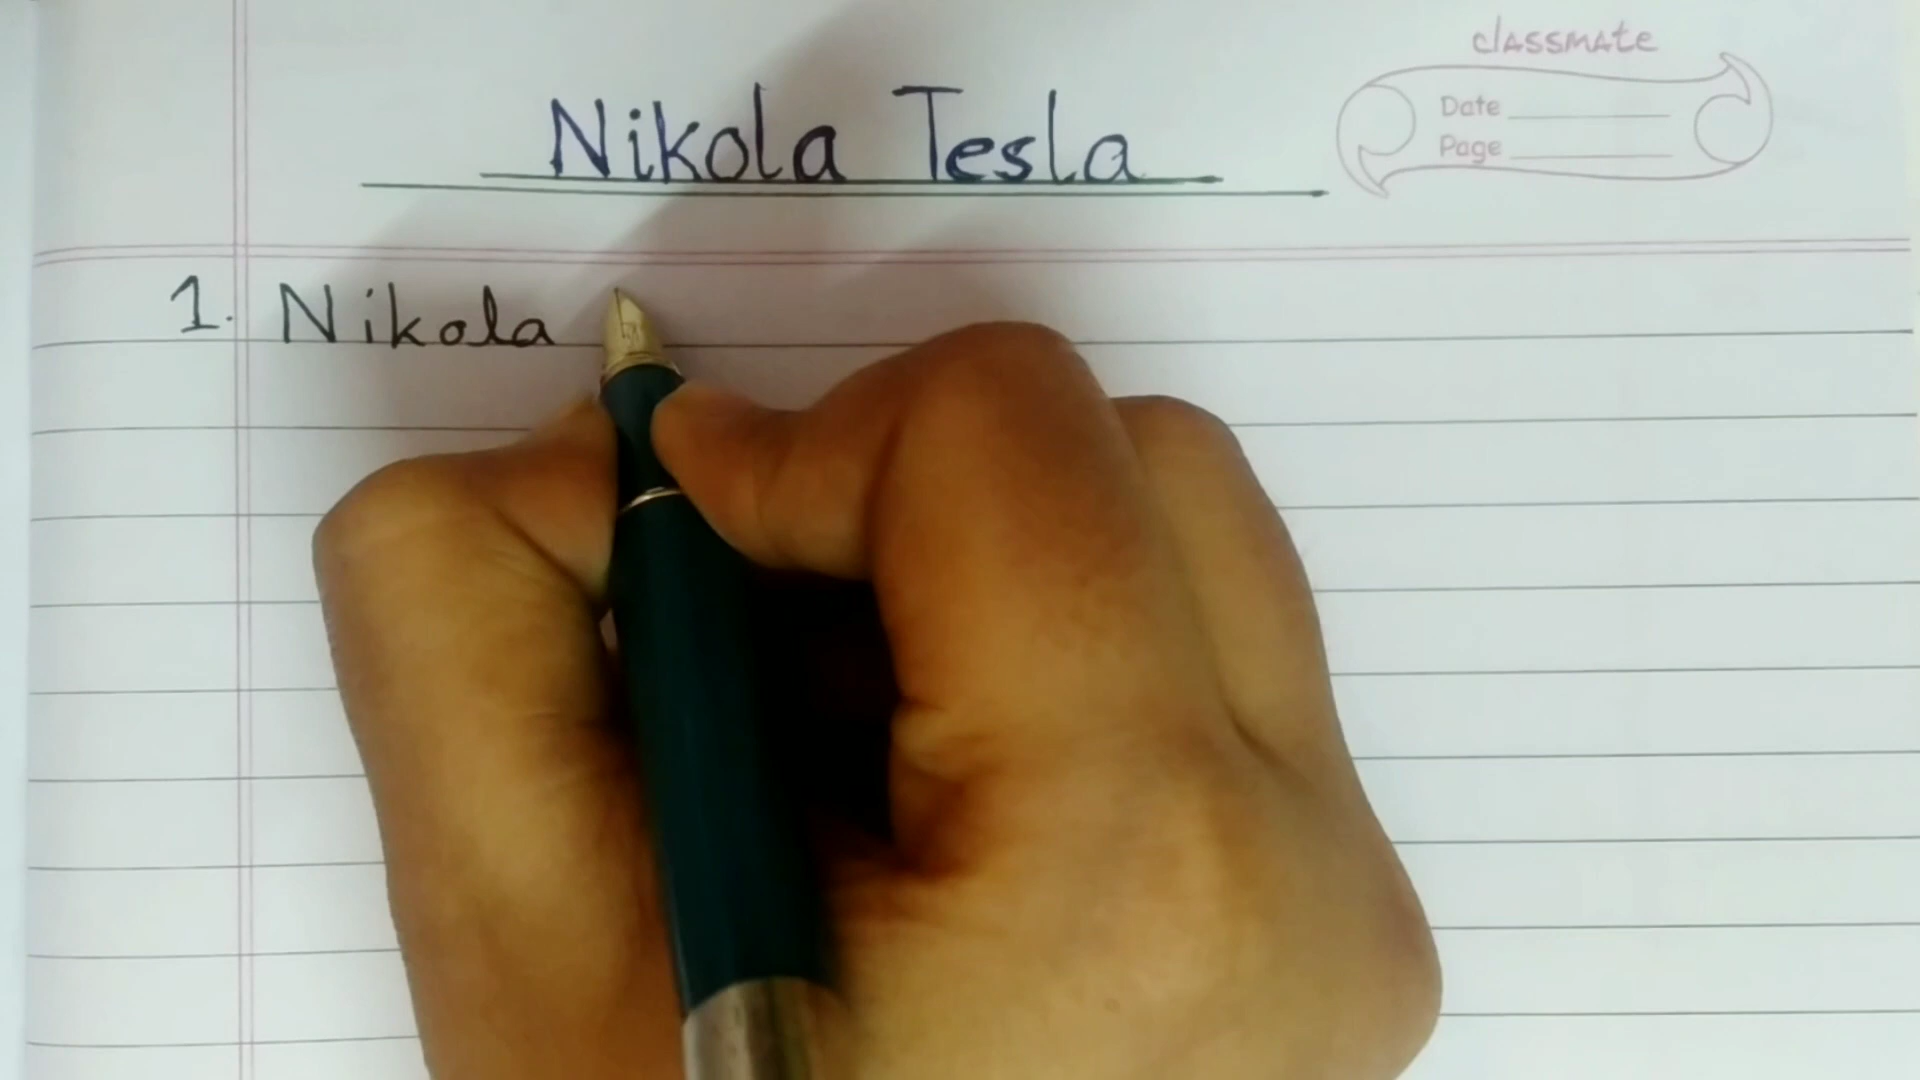 classmate
Nikola Tesla
Date
Page
1. Nikola